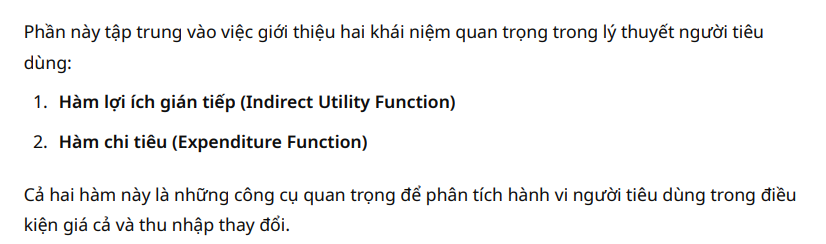 Phần này tập trung vào việc giới thiệu hai khái niệm quan trọng trong lý thuyết người tiêu
dùng:
1. Hàm lợi ích gián tiếp (Indirect Utility Function)
2. Hàm chi tiêu (Expenditure Function)
Cả hai hàm này là những công cụ quan trọng để phân tích hành vi người tiêu dùng trong điều
kiện giá cả và thu nhập thay đổi.